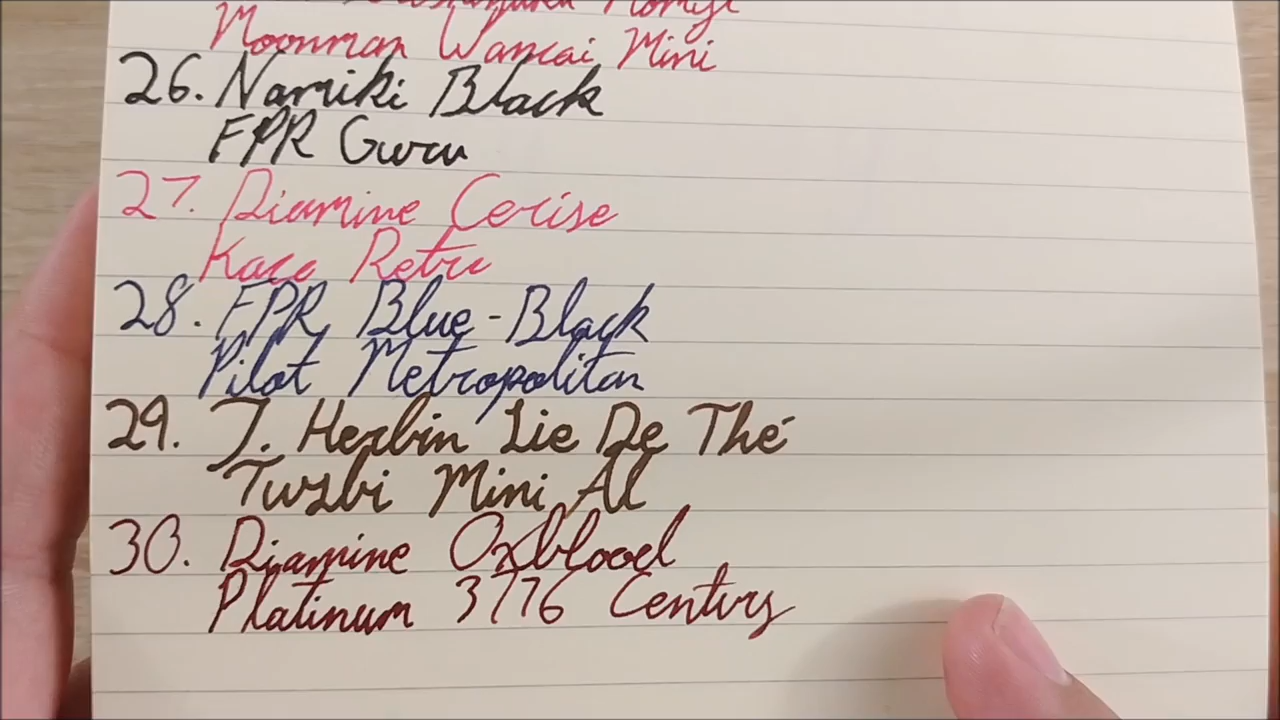 Moonman Wancai Mini
26. Namiki Black
FPR Guru
27. Diamine Cerise
Kaco Retro
28. FPR Blue-Black
Pilot Metropolitan
29. J. Herbin Lie De Thé
Twsbi Mini Al
30. Diamine Oxblood
Platinum 3776 Century